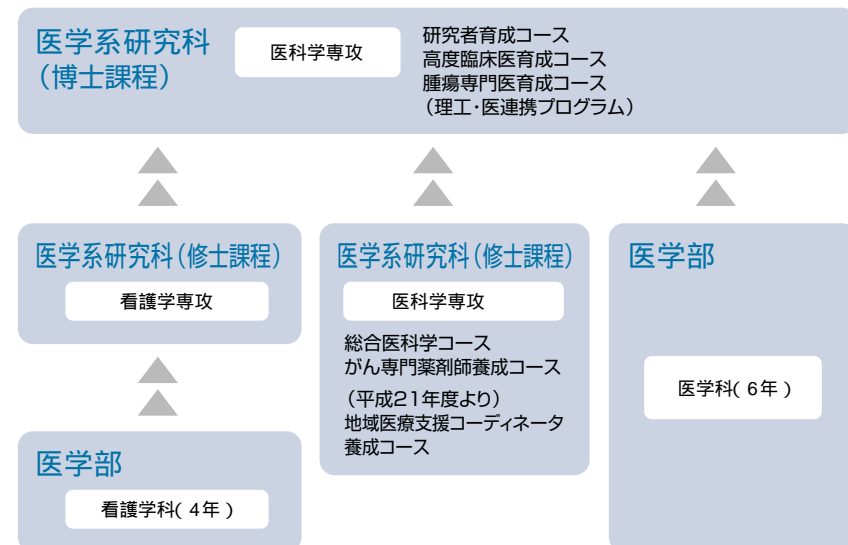 医学系研究科
（博士課程）
医科学専攻
研究者育成コース
高度臨床医育成コース
腫瘍専門医育成コース
（理工・医連携プログラム）
医学系研究科（修士課程）
看護学専攻
医学部
看護学科（4年）
医学系研究科（修士課程）
医科学専攻
総合医科学コース
がん専門薬剤師養成コース
（平成21年度より）
地域医療支援コーディネータ
養成コース
医学部
医学科（6年）